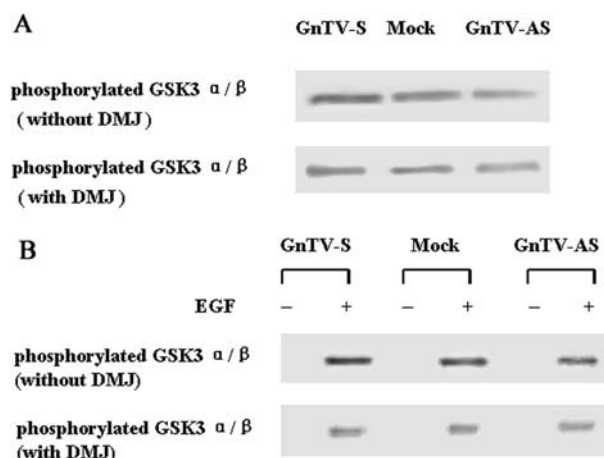 A
GnTV-S Mock GnTV-AS
phosphorylated GSK3 α / β
( without DMJ )
phosphorylated GSK3 α / β
( with DMJ )
B
GnTV-S Mock GnTV-AS
EGF – + – + – +
phosphorylated GSK3 α / β
(without DMJ)
phosphorylated GSK3 α / β
(with DMJ)